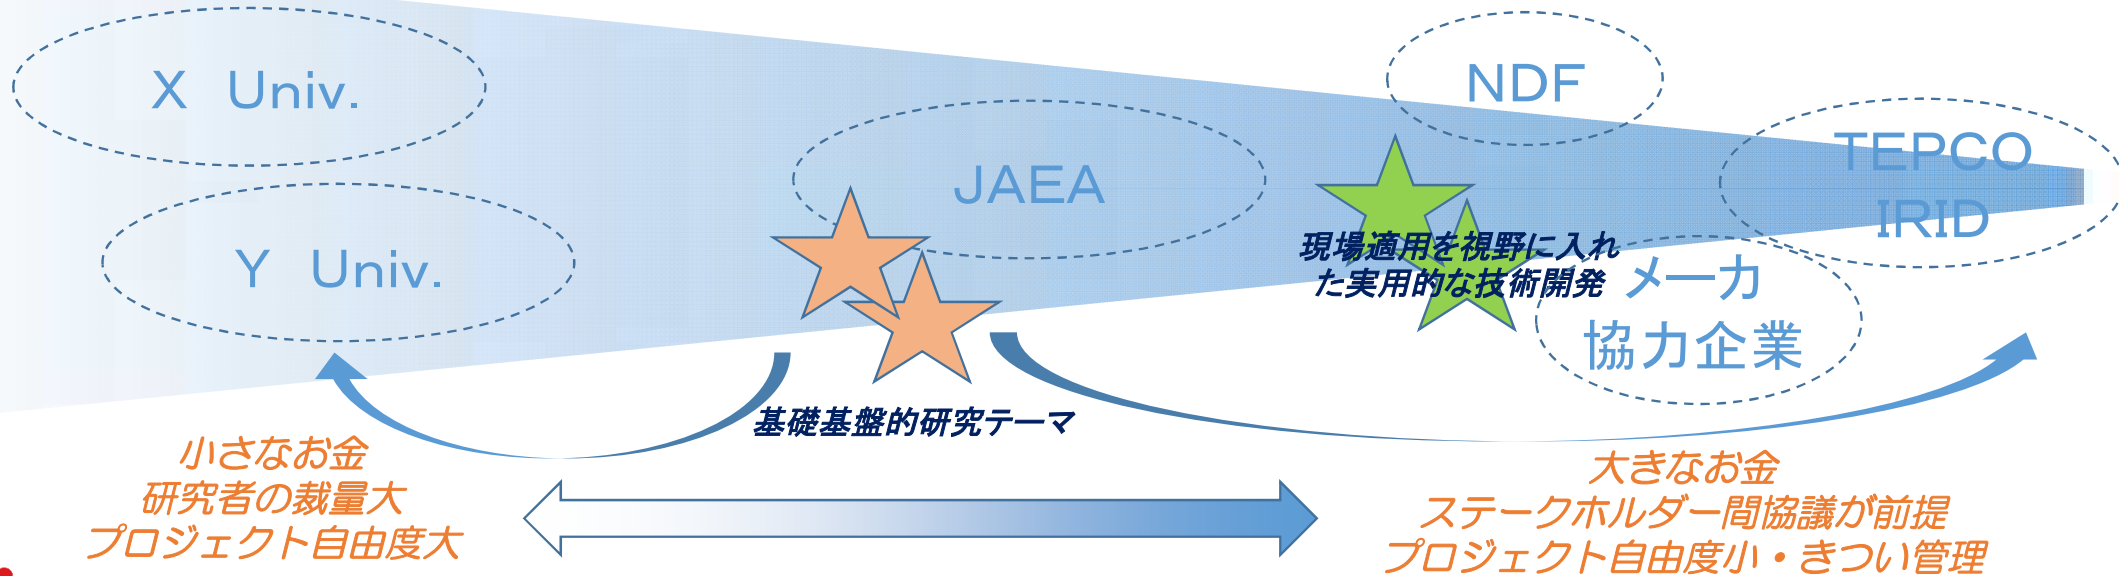 X Univ.
Y Univ.
JAEA
NDF
TEPCO
IRID
メーカ
協力企業
現場適用を視野に入れ
た実用的な技術開発
基礎基盤的研究テーマ
小さなお金
研究者の裁量大
プロジェクト自由度大
大きなお金
ステークホルダー間協議が前提
プロジェクト自由度小・きつい管理